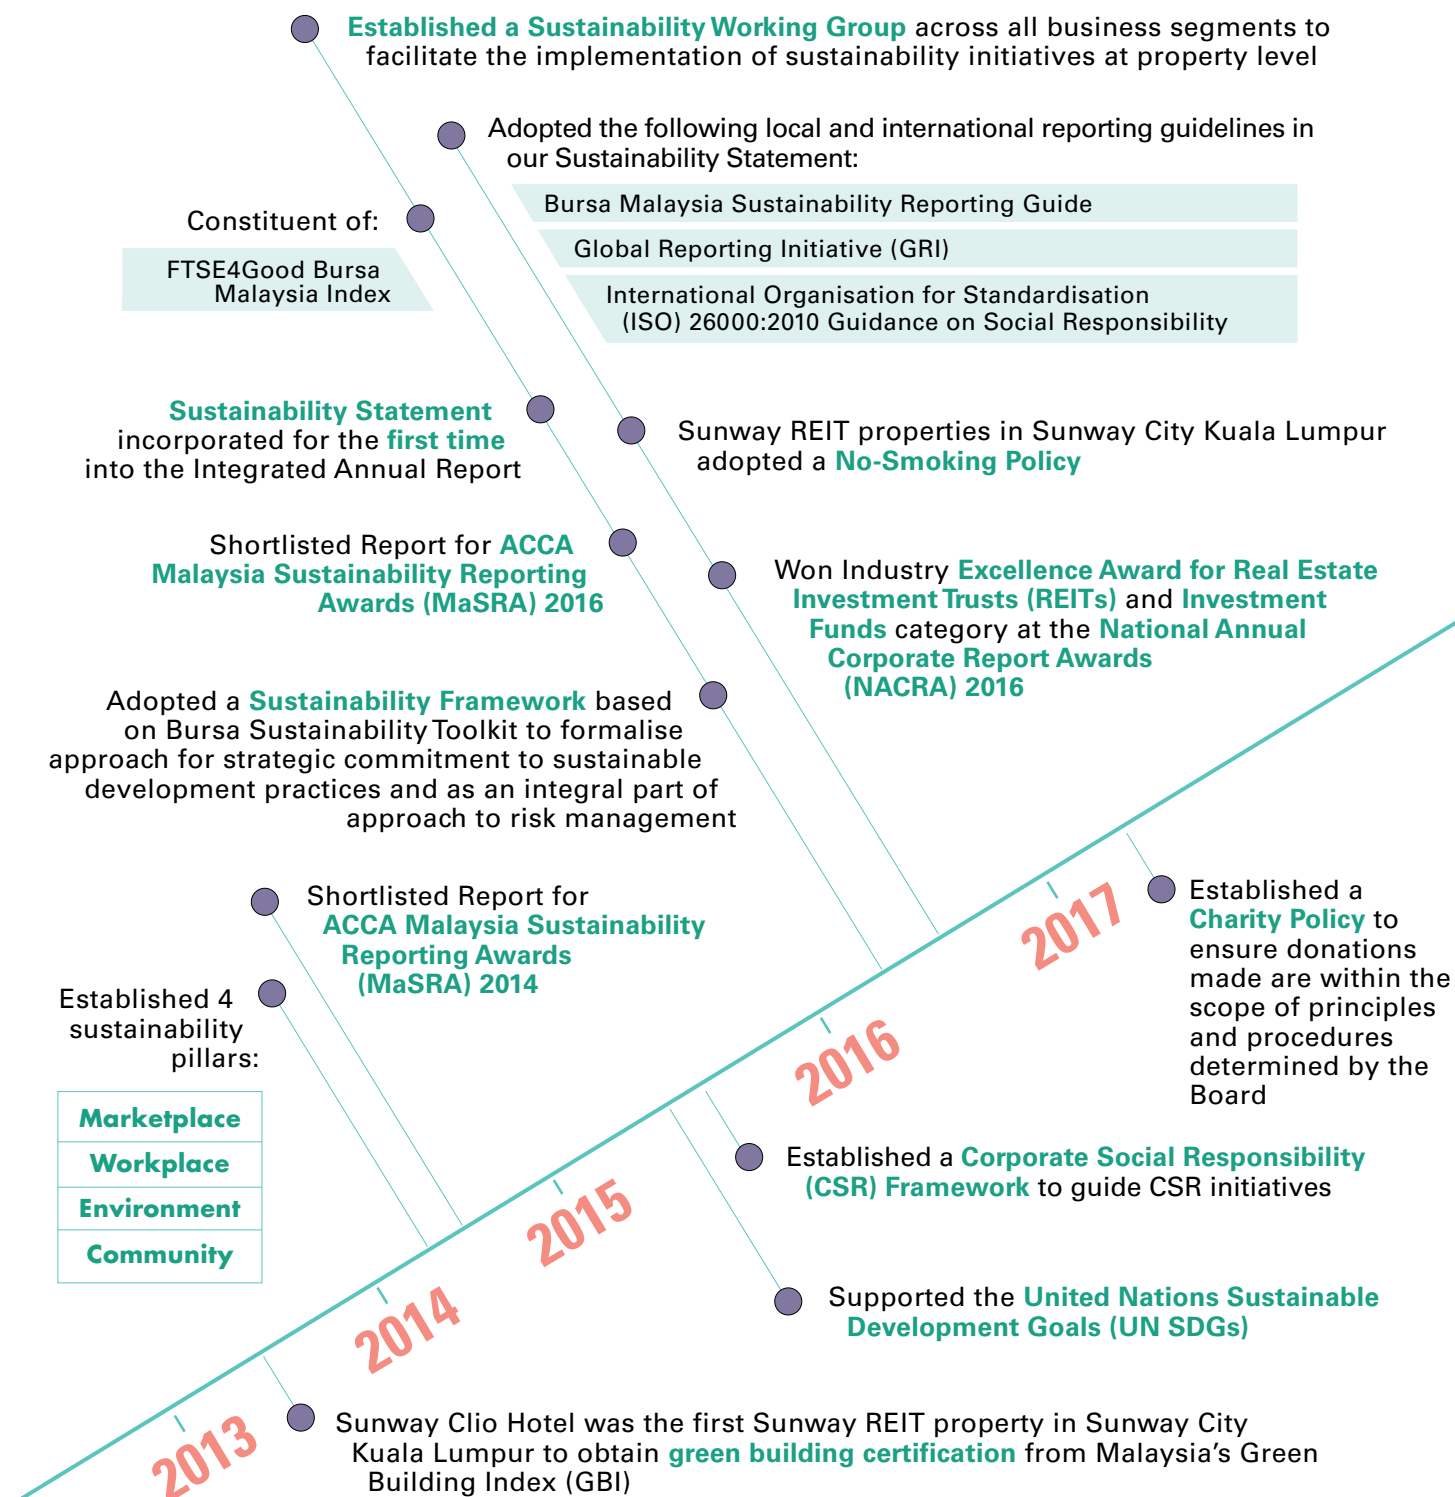 Established a Sustainability Working Group across all business segments to
facilitate the implementation of sustainability initiatives at property level
Adopted the following local and international reporting guidelines in
our Sustainability Statement:
Bursa Malaysia Sustainability Reporting Guide
Global Reporting Initiative (GRI)
International Organisation for Standardisation
(ISO) 26000:2010 Guidance on Social Responsibility
Constituent of:
FTSE4Good Bursa
Malaysia Index
Sustainability Statement
incorporated for the first time
into the Integrated Annual Report
Sunway REIT properties in Sunway City Kuala Lumpur
adopted a No-Smoking Policy
Shortlisted Report for ACCA
Malaysia Sustainability Reporting
Awards (MaSRA) 2016
Won Industry Excellence Award for Real Estate
Investment Trusts (REITs) and Investment
Funds category at the National Annual
Corporate Report Awards
(NACRA) 2016
Adopted a Sustainability Framework based
on Bursa Sustainability Toolkit to formalise
approach for strategic commitment to sustainable
development practices and as an integral part of
approach to risk management
Shortlisted Report for
ACCA Malaysia Sustainability
Reporting Awards
(MaSRA) 2014
Established 4
sustainability
pillars:
Marketplace
Workplace
Environment
Community
2017
Established a
Charity Policy to
ensure donations
made are within the
scope of principles
and procedures
determined by the
Board
2016
Established a Corporate Social Responsibility
(CSR) Framework to guide CSR initiatives
2015
Supported the United Nations Sustainable
Development Goals (UN SDGs)
2014
2013
Sunway Clio Hotel was the first Sunway REIT property in Sunway City
Kuala Lumpur to obtain green building certification from Malaysia's Green
Building Index (GBI)